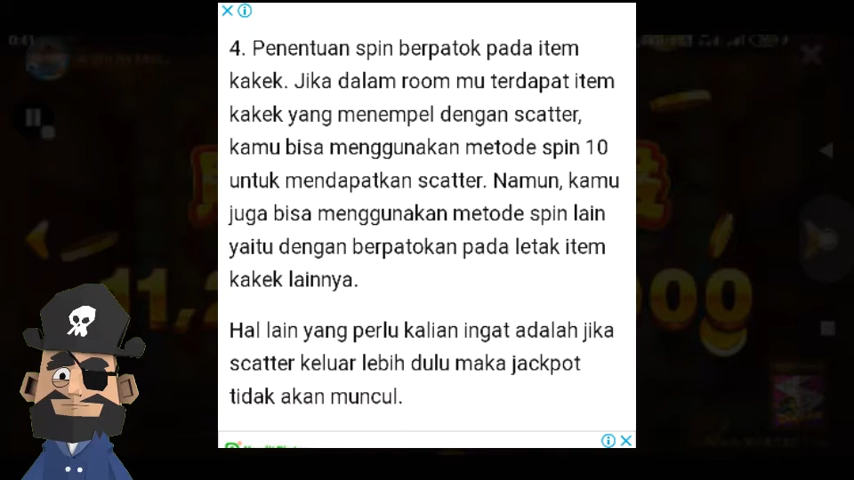 4. Penentuan spin berpatok pada item
kakek. Jika dalam room mu terdapat item
kakek yang menempel dengan scatter,
kamu bisa menggunakan metode spin 10
untuk mendapatkan scatter. Namun, kamu
juga bisa menggunakan metode spin lain
yaitu dengan berpatokan pada letak item
kakek lainnya.
Hal lain yang perlu kalian ingat adalah jika
scatter keluar lebih dulu maka jackpot
tidak akan muncul.